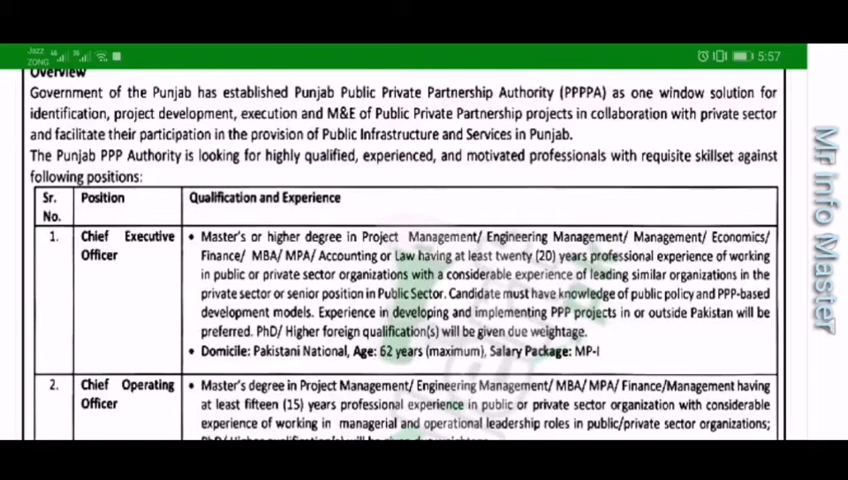 Jazz
ZONG
4G
3G
5:57
Overview
Government of the Punjab has established Punjab Public Private Partnership Authority (PPPPA) as one window solution for
identification, project development, execution and M&E of Public Private Partnership projects in collaboration with private sector
and facilitate their participation in the provision of Public Infrastructure and Services in Punjab.
The Punjab PPP Authority is looking for highly qualified, experienced, and motivated professionals with requisite skillset against
following positions:
Sr. Position Qualification and Experience
No.
1. Chief Executive • Master's or higher degree in Project Management/ Engineering Management/ Management/ Economics/
Officer Finance/ MBA/ MPA/ Accounting or Law having at least twenty (20) years professional experience of working
in public or private sector organizations with a considerable experience of leading similar organizations in the
private sector or senior position in Public Sector. Candidate must have knowledge of public policy and PPP-based
development models. Experience in developing and implementing PPP projects in or outside Pakistan will be
preferred. PhD/ Higher foreign qualification(s) will be given due weightage.
• Domicile: Pakistani National, Age: 62 years (maximum), Salary Package: MP-I
2. Chief Operating • Master's degree in Project Management/ Engineering Management/ MBA/ MPA/ Finance/Management having
Officer at least fifteen (15) years professional experience in public or private sector organization with considerable
experience of working in managerial and operational leadership roles in public/private sector organizations;
PhD/ Higher qualification(s) will be given due weightage
Mr Info Master